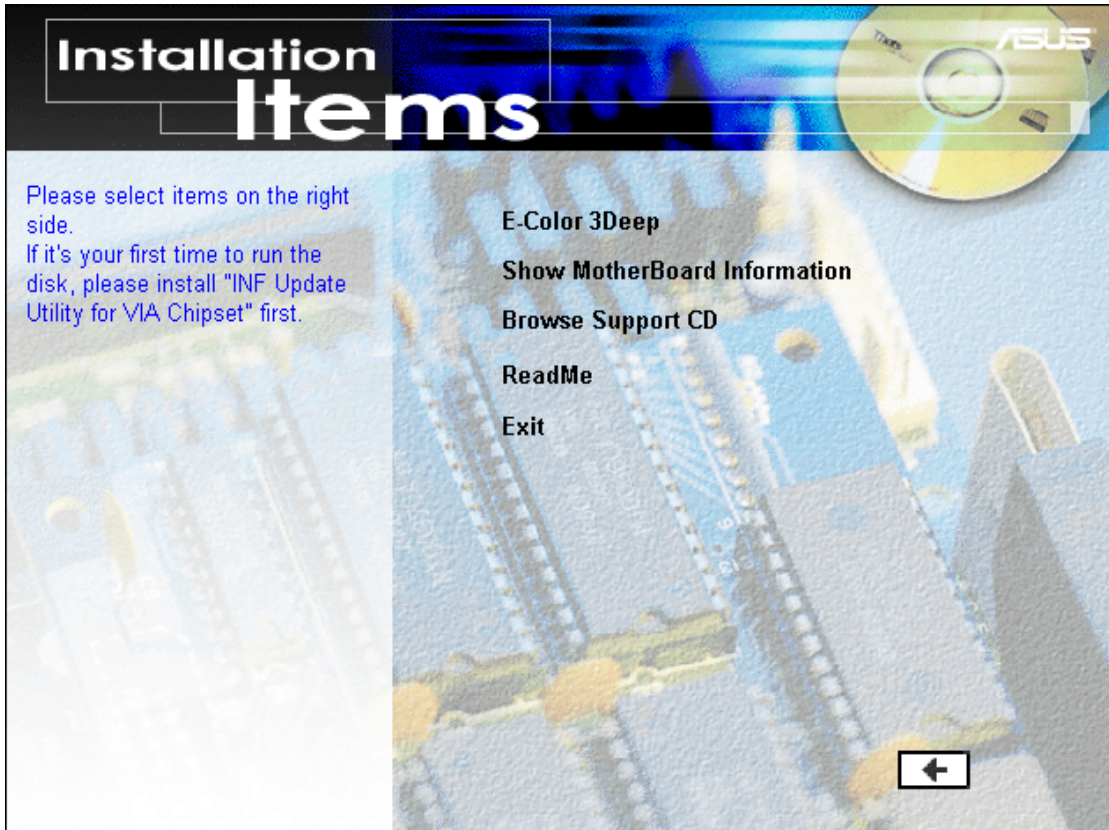 Installation
Items
ASUS
Please select items on the right
side.
If it's your first time to run the
disk, please install "INF Update
Utility for VIA Chipset" first.
E-Color 3Deep
Show MotherBoard Information
Browse Support CD
ReadMe
Exit